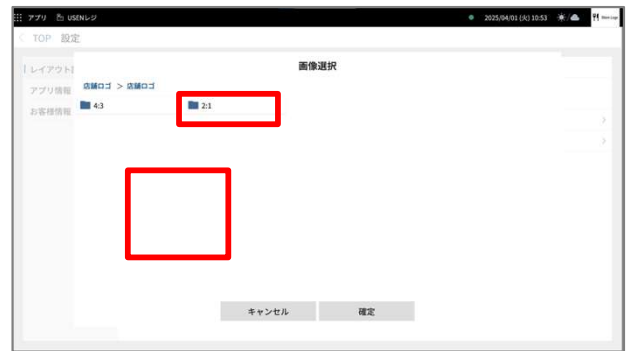 アプリ USENレジ 2025/04/01 (火) 10:53
TOP 設定
画像選択
レイアウト
アプリ情報
お客様情報
店舗ロゴ > 店舗ロゴ
4:3 2:1
キャンセル 確定